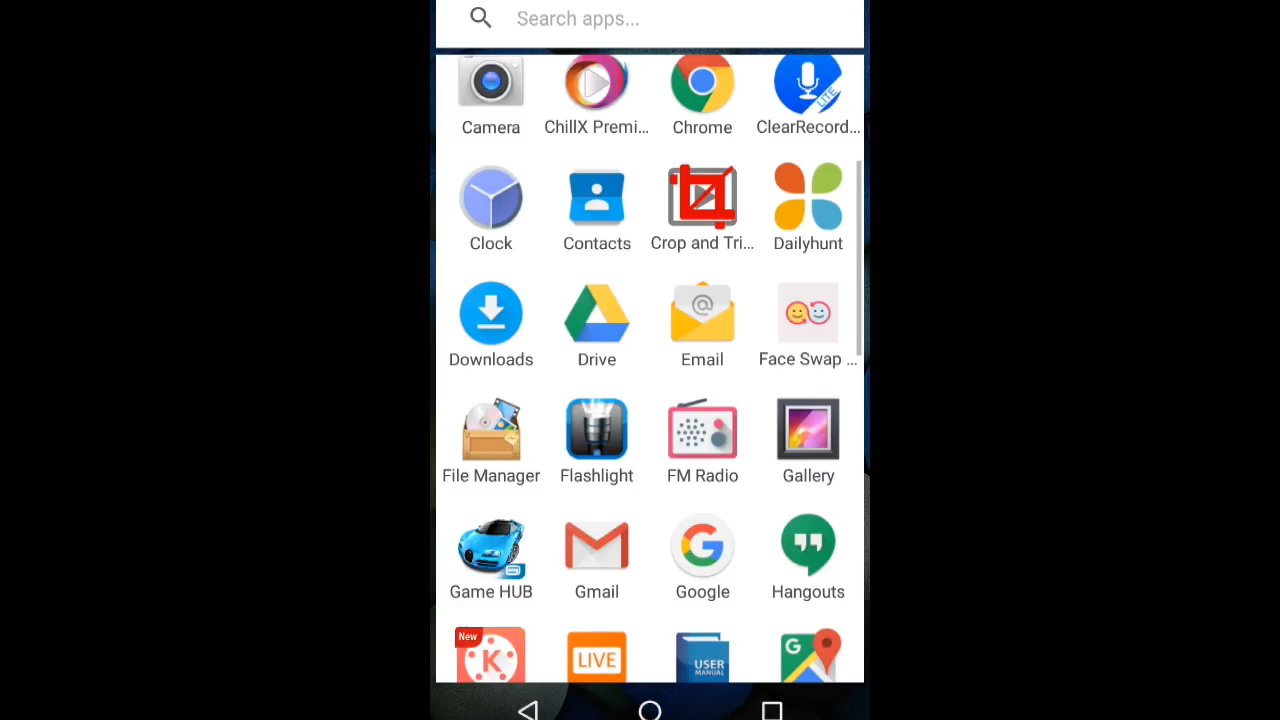 Search apps...
Camera
ChillX Premi...
Chrome
ClearRecord...
LITE
Clock
Contacts
Crop and Tri...
Dailyhunt
Downloads
Drive
@
Email
Face Swap ...
File Manager
Flashlight
FM Radio
Gallery
Game HUB
Gmail
G
Google
Hangouts
New
K
LIVE
USER
MANUAL
G